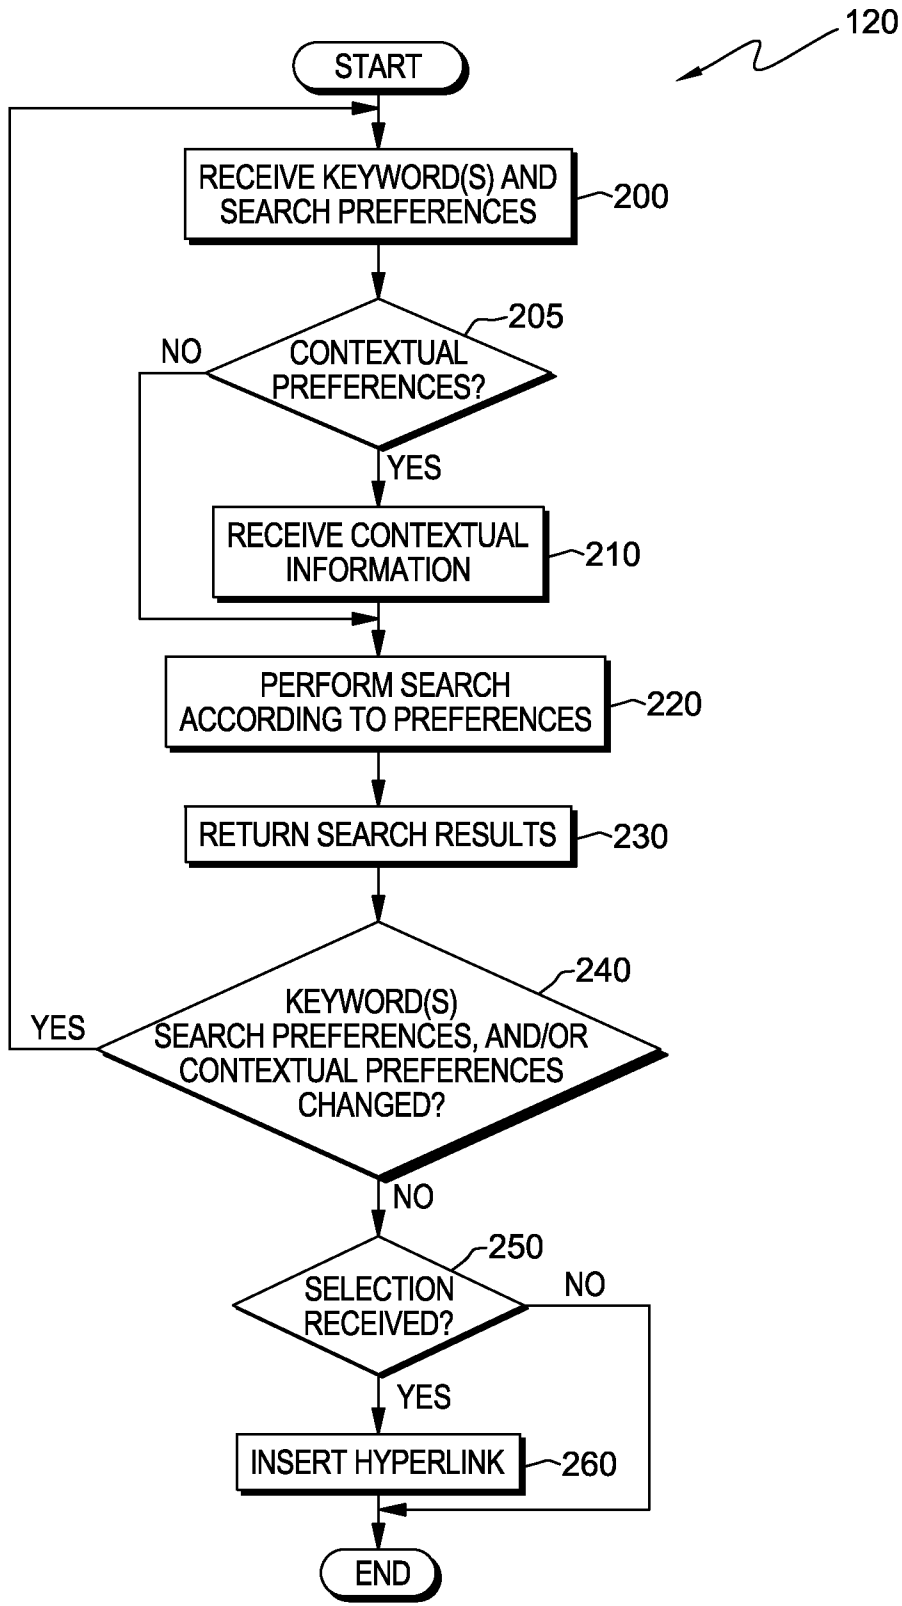 120
START
RECEIVE KEYWORD(S) AND
SEARCH PREFERENCES
200
205
NO
CONTEXTUAL
PREFERENCES?
YES
RECEIVE CONTEXTUAL
INFORMATION
210
PERFORM SEARCH
ACCORDING TO PREFERENCES
220
RETURN SEARCH RESULTS
230
240
YES
KEYWORD(S)
SEARCH PREFERENCES, AND/OR
CONTEXTUAL PREFERENCES
CHANGED?
NO
250
SELECTION
RECEIVED?
NO
YES
INSERT HYPERLINK
260
END